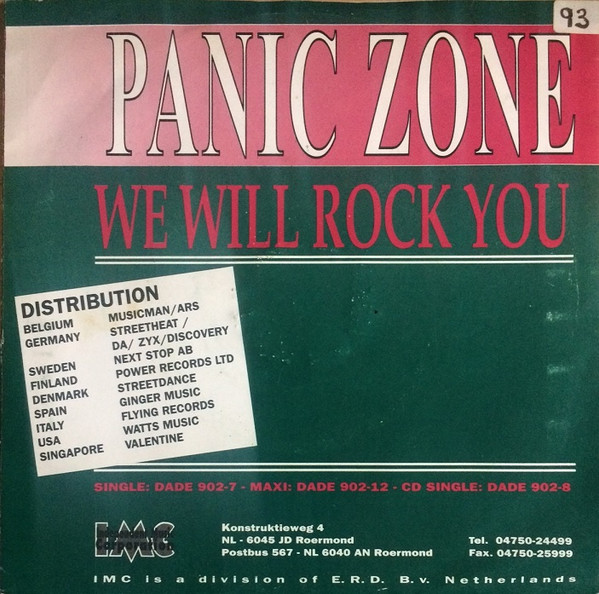 93
PANIC ZONE
WE WILL ROCK YOU
DISTRIBUTION
BELGIUM MUSICMAN/ARS
GERMANY STREETHEAT /
DA/ ZYX/DISCOVERY
SWEDEN NEXT STOP AB
FINLAND POWER RECORDS LTD
DENMARK STREETDANCE
SPAIN GINGER MUSIC
ITALY FLYING RECORDS
USA WATTS MUSIC
SINGAPORE VALENTINE
SINGLE: DADE 902-7 - MAXI: DADE 902-12 - CD SINGLE: DADE 902-8
IMC
Corporation
Konstruktieweg 4
NL - 6045 JD Roermond Tel. 04750-24499
Postbus 567 - NL 6040 AN Roermond Fax. 04750-25999
IMC is a division of E.R.D. B.v. Netherlands